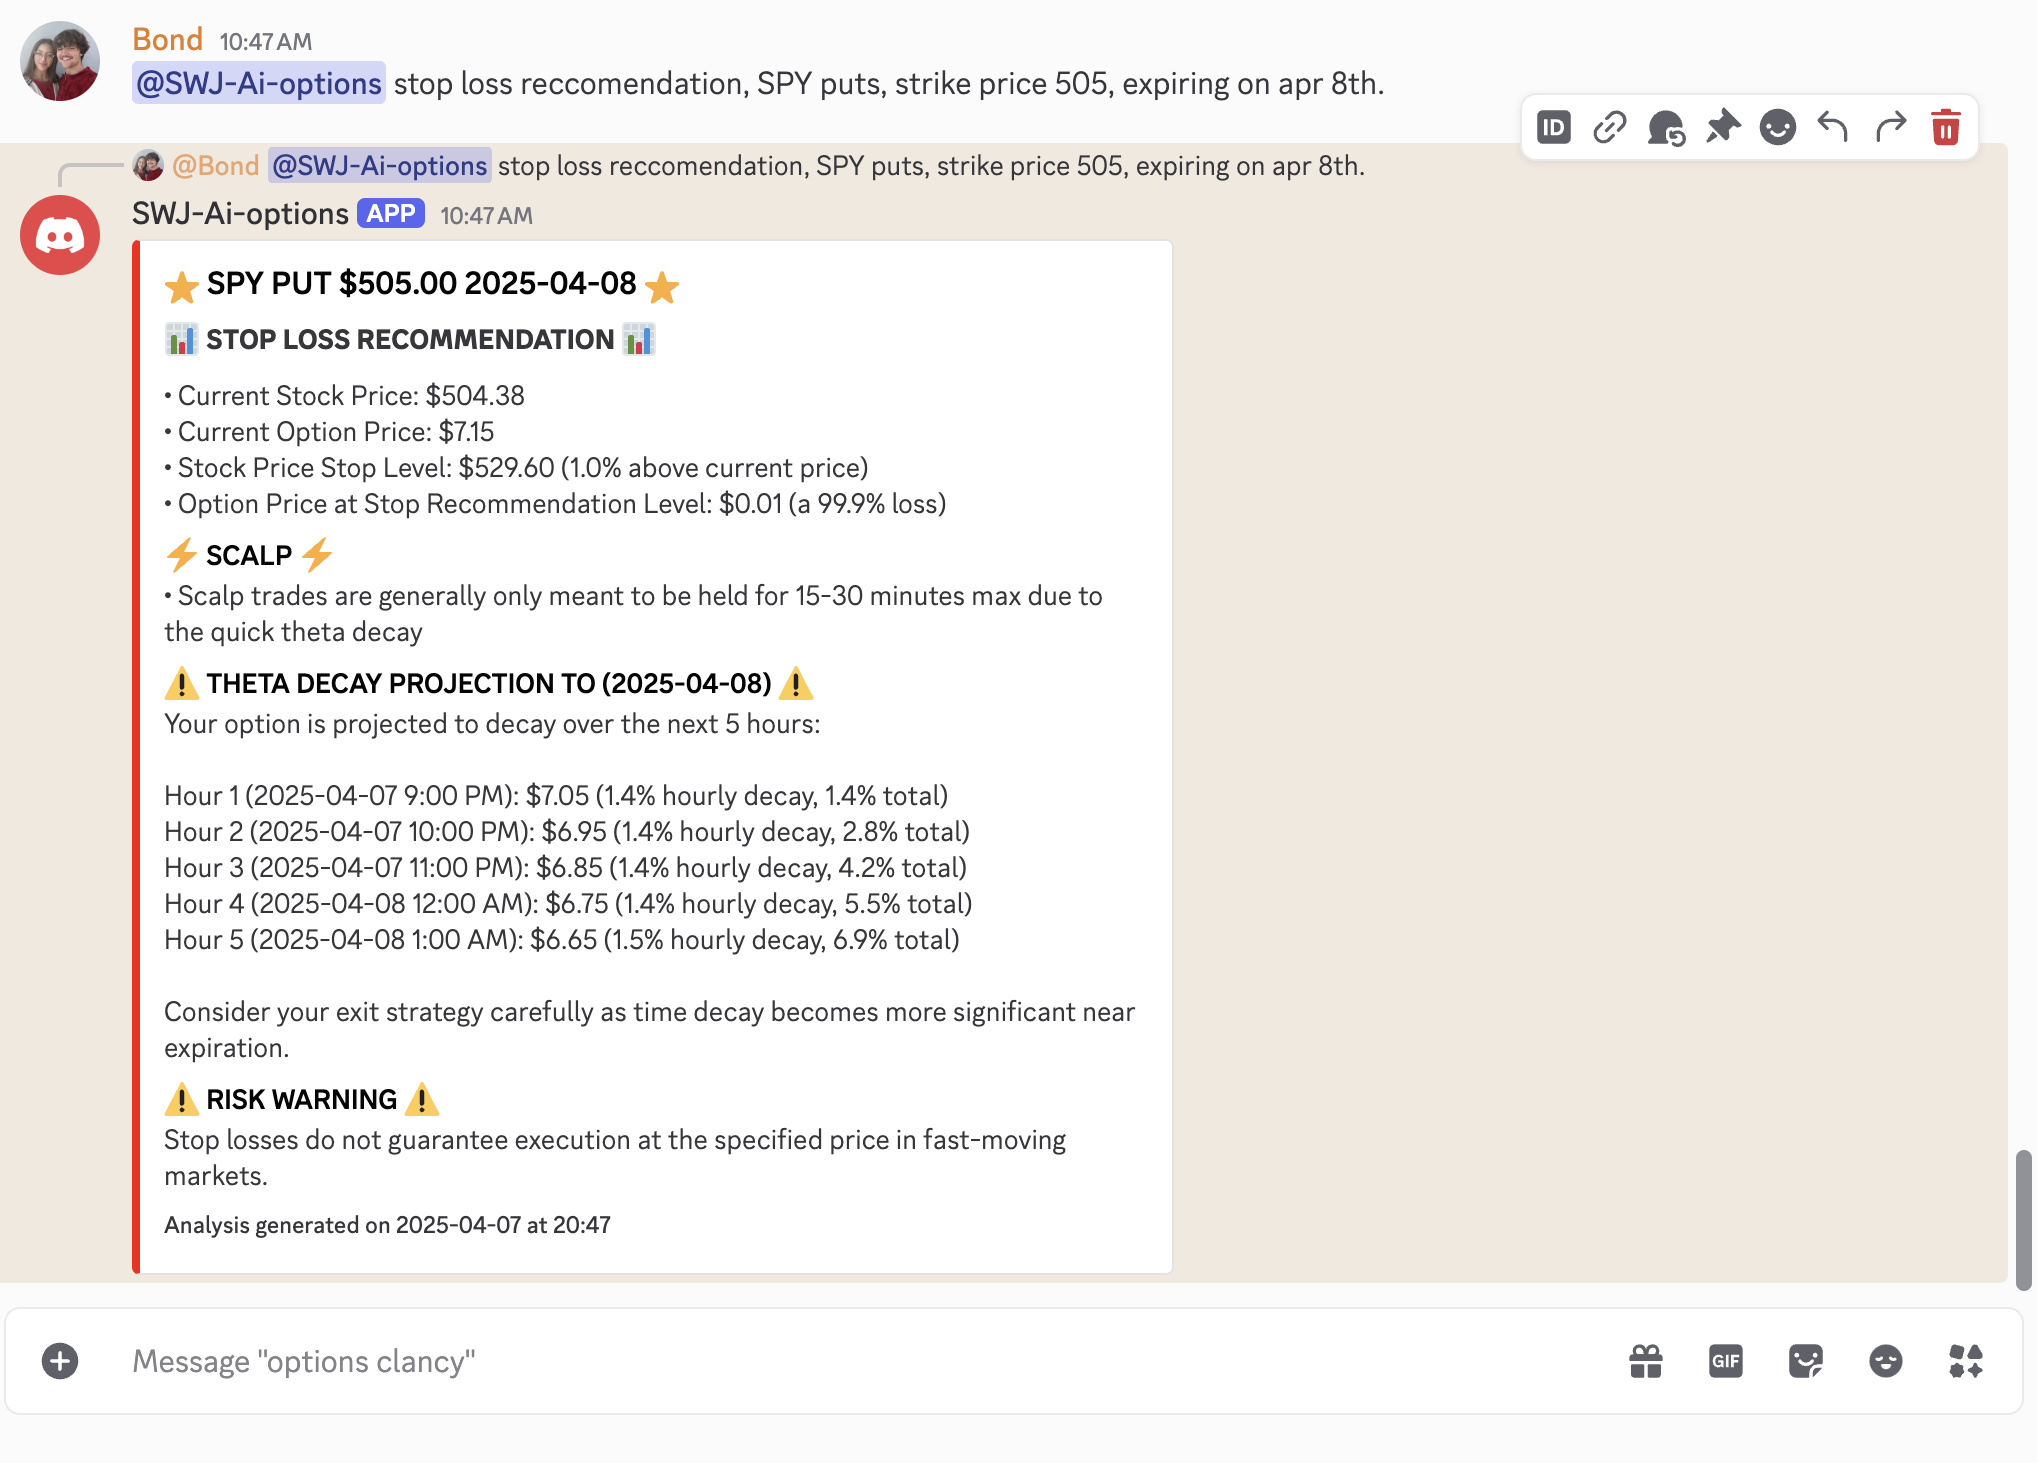 Bond 10:47 AM
@SWJ-Ai-options stop loss reccomendation, SPY puts, strike price 505, expiring on apr 8th.
ID
@Bond @SWJ-Ai-options stop loss reccomendation, SPY puts, strike price 505, expiring on apr 8th.
SWJ-Ai-options APP 10:47 AM
⭐ SPY PUT $505.00 2025-04-08 ⭐
📊 STOP LOSS RECOMMENDATION 📊
• Current Stock Price: $504.38
• Current Option Price: $7.15
• Stock Price Stop Level: $529.60 (1.0% above current price)
• Option Price at Stop Recommendation Level: $0.01 (a 99.9% loss)
⚡ SCALP ⚡
• Scalp trades are generally only meant to be held for 15-30 minutes max due to
the quick theta decay
⚠️ THETA DECAY PROJECTION TO (2025-04-08) ⚠️
Your option is projected to decay over the next 5 hours:
Hour 1 (2025-04-07 9:00 PM): $7.05 (1.4% hourly decay, 1.4% total)
Hour 2 (2025-04-07 10:00 PM): $6.95 (1.4% hourly decay, 2.8% total)
Hour 3 (2025-04-07 11:00 PM): $6.85 (1.4% hourly decay, 4.2% total)
Hour 4 (2025-04-08 12:00 AM): $6.75 (1.4% hourly decay, 5.5% total)
Hour 5 (2025-04-08 1:00 AM): $6.65 (1.5% hourly decay, 6.9% total)
Consider your exit strategy carefully as time decay becomes more significant near
expiration.
⚠️ RISK WARNING ⚠️
Stop losses do not guarantee execution at the specified price in fast-moving
markets.
Analysis generated on 2025-04-07 at 20:47
Message "options clancy"
GIF